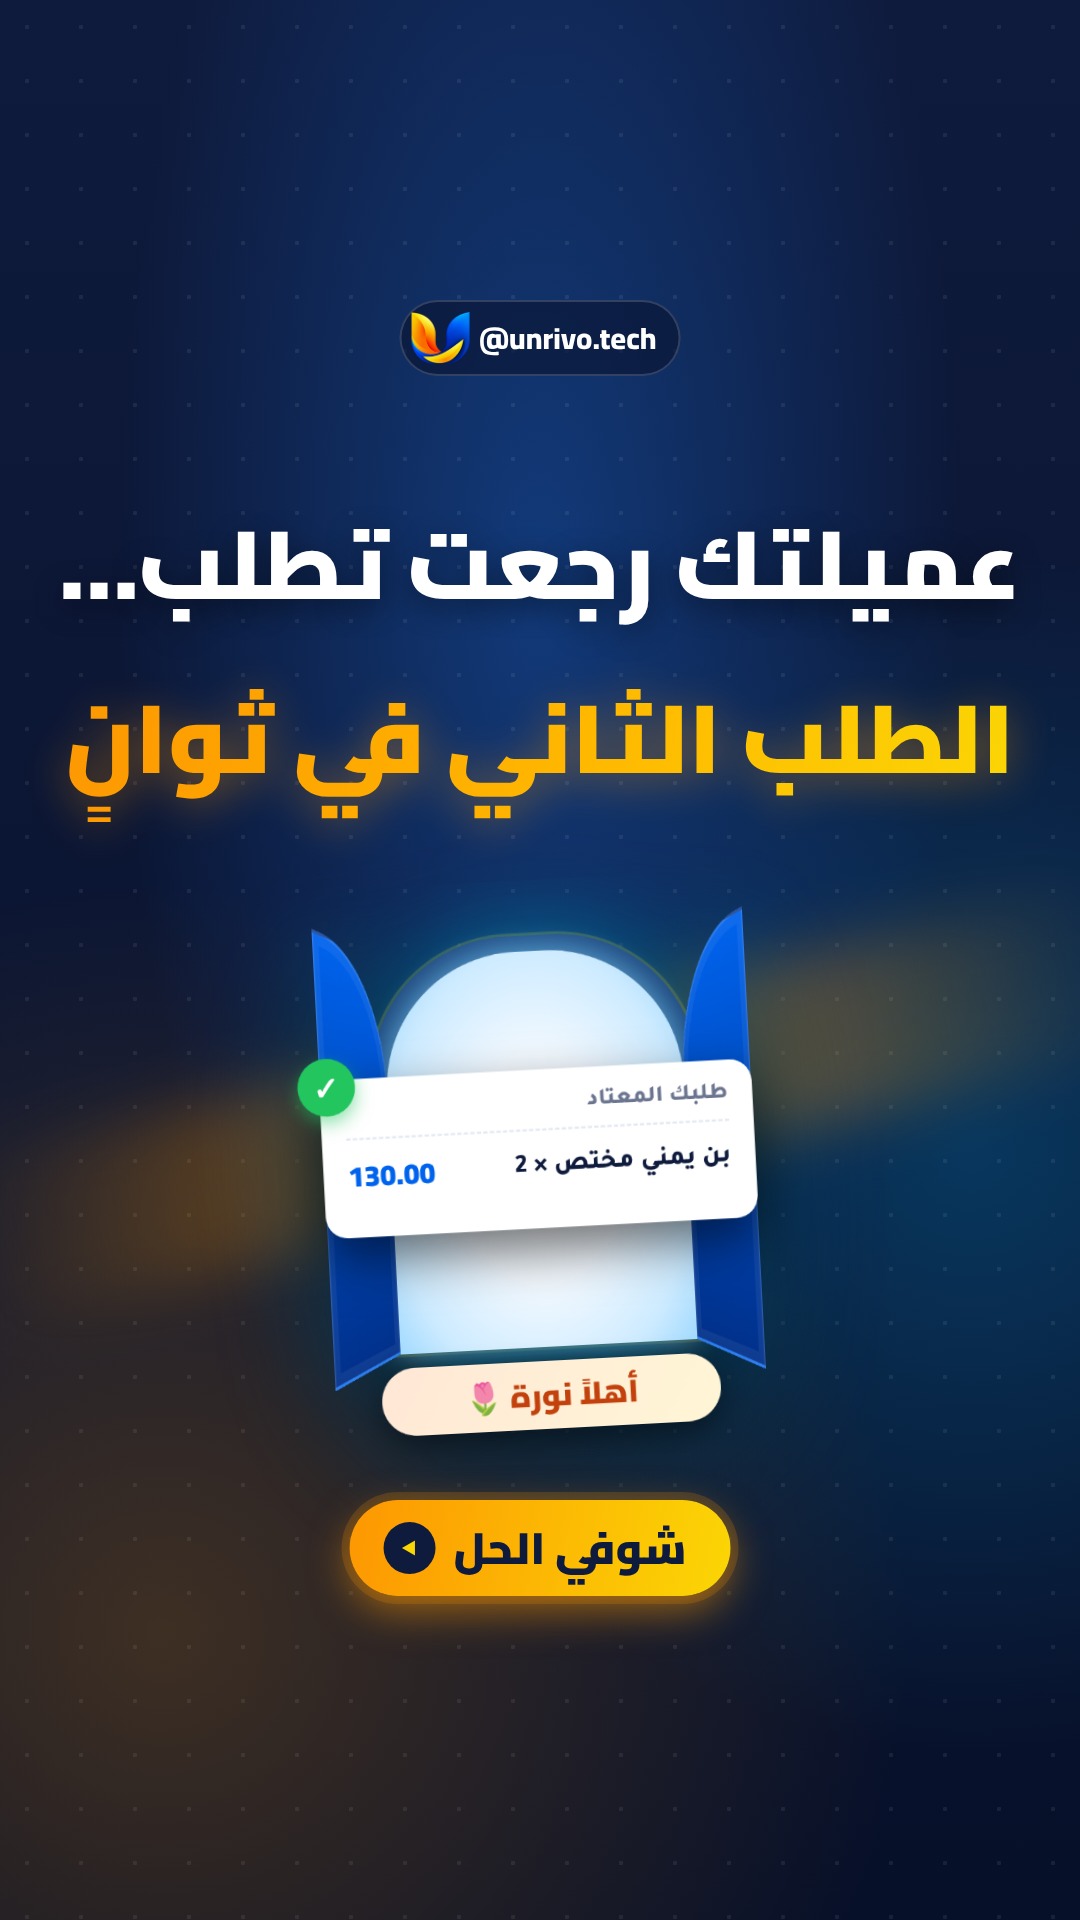 @unrivo.tech
عميلتك رجعت تطلب...
الطلب الثاني في ثوانٍ
✓
طلبك المعتاد
بن يمني مختص × 2 130.00
أهلاً نورة 🌷
شوفي الحل